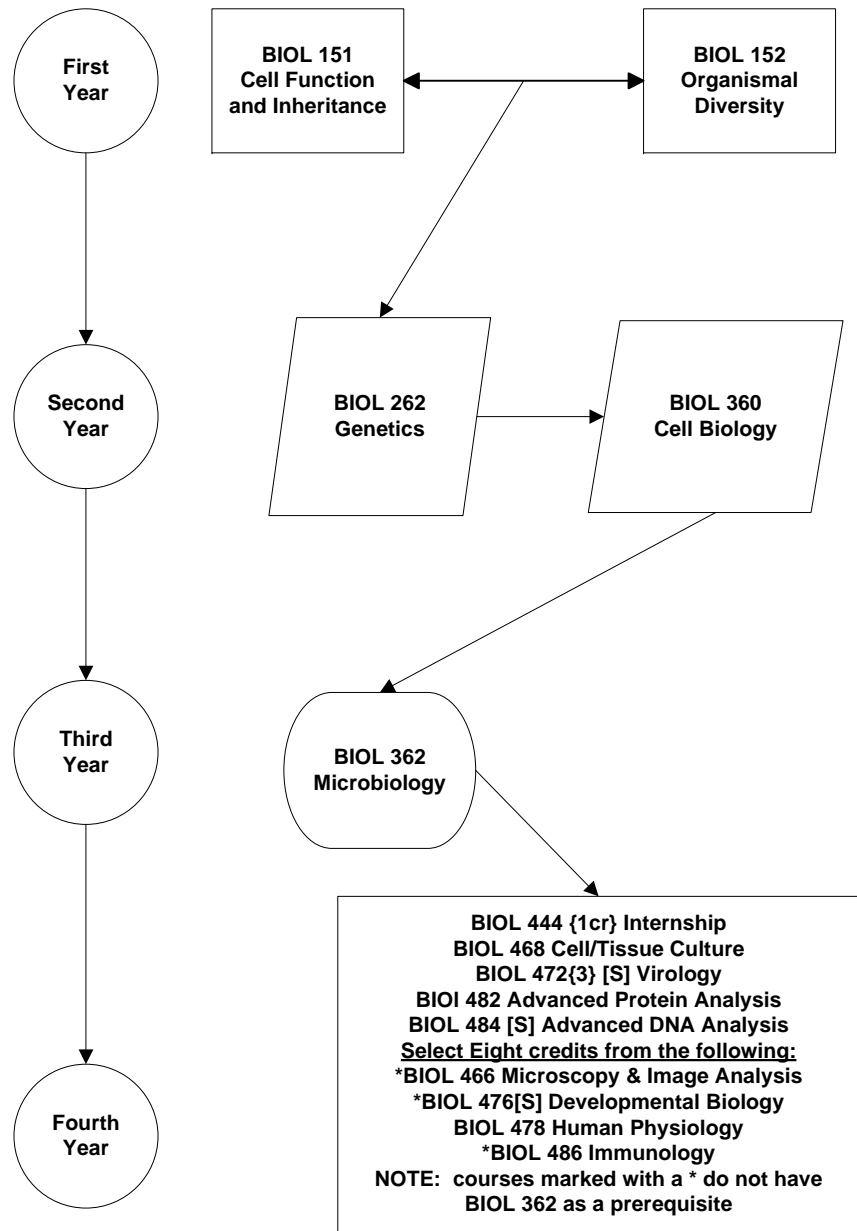 First
Year
BIOL 151
Cell Function
and Inheritance
BIOL 152
Organismal
Diversity
Second
Year
BIOL 262
Genetics
BIOL 360
Cell Biology
Third
Year
BIOL 362
Microbiology
Fourth
Year
BIOL 444 {1cr} Internship
BIOL 468 Cell/Tissue Culture
BIOL 472{3} [S] Virology
BIOl 482 Advanced Protein Analysis
BIOL 484 [S] Advanced DNA Analysis
Select Eight credits from the following:
*BIOL 466 Microscopy & Image Analysis
*BIOL 476[S] Developmental Biology
BIOL 478 Human Physiology
*BIOL 486 Immunology
NOTE:  courses marked with a * do not have
BIOL 362 as a prerequisite